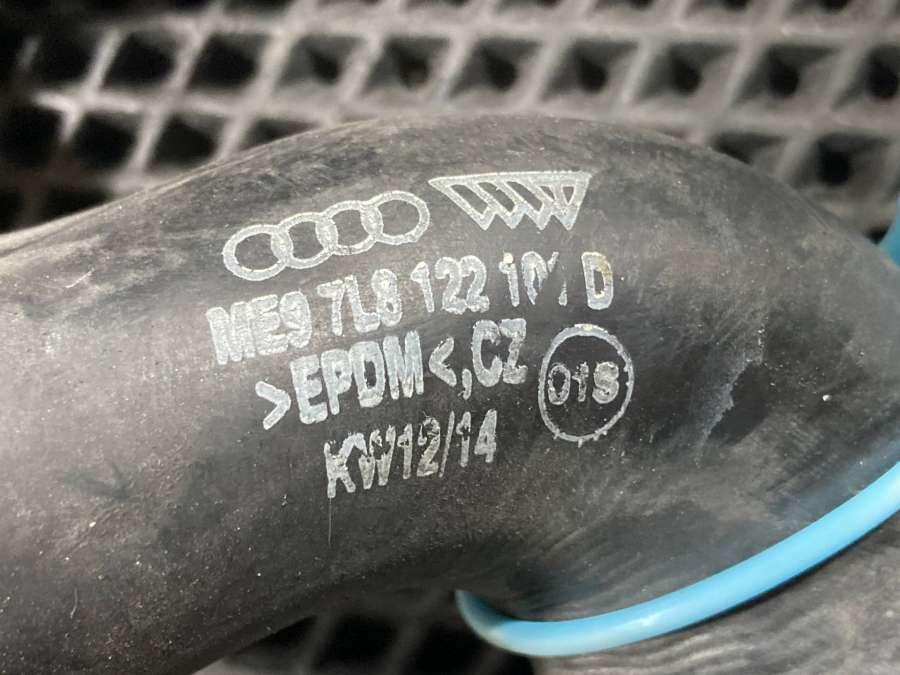 ME9 7L8 122 101 D
>EPDM<,CZ
01S
KW12/14